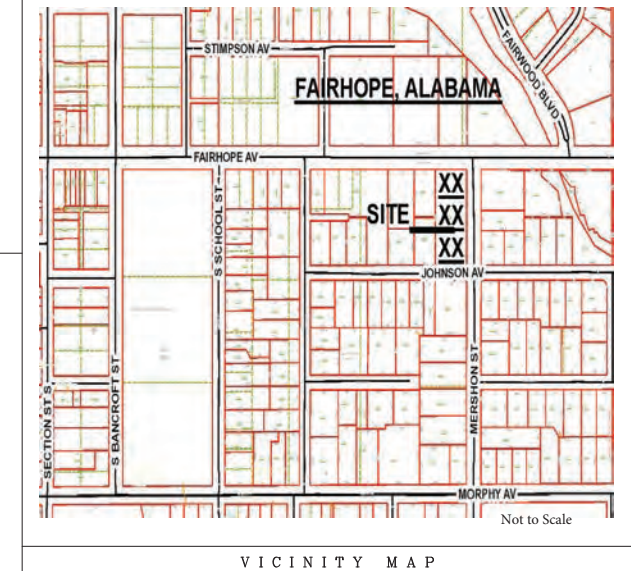 STIMPSON AV
FAIRWOOD BLVD
FAIRHOPE, ALABAMA
FAIRHOPE AV
S SCHOOL ST
XX
SITE XX
XX
JOHNSON AV
SECTION ST S
S BANCROFT ST
MERSHON ST
MORPHY AV
Not to Scale
VICINITY MAP